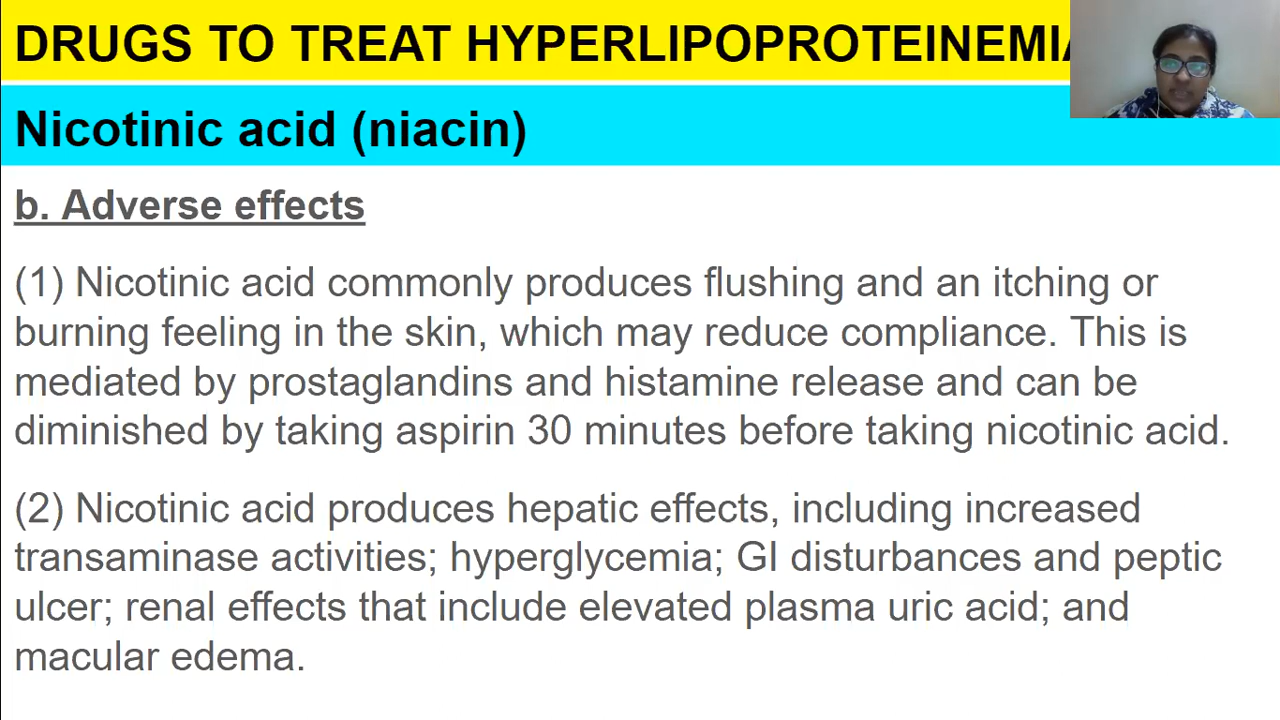 DRUGS TO TREAT HYPERLIPOPROTEINEMIA
Nicotinic acid (niacin)
b. Adverse effects
(1) Nicotinic acid commonly produces flushing and an itching or
burning feeling in the skin, which may reduce compliance. This is
mediated by prostaglandins and histamine release and can be
diminished by taking aspirin 30 minutes before taking nicotinic acid.
(2) Nicotinic acid produces hepatic effects, including increased
transaminase activities; hyperglycemia; GI disturbances and peptic
ulcer; renal effects that include elevated plasma uric acid; and
macular edema.